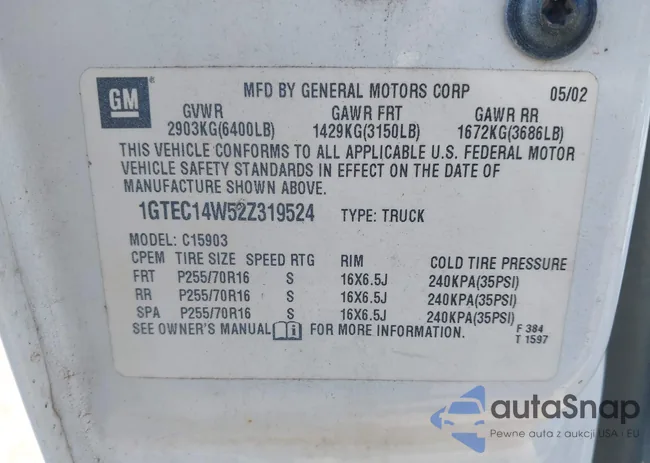 GM
MFD BY GENERAL MOTORS CORP 05/02
GVWR GAWR FRT GAWR RR
2903KG(6400LB) 1429KG(3150LB) 1672KG(3686LB)
THIS VEHICLE CONFORMS TO ALL APPLICABLE U.S. FEDERAL MOTOR
VEHICLE SAFETY STANDARDS IN EFFECT ON THE DATE OF
MANUFACTURE SHOWN ABOVE.
1GTEC14W52Z319524 TYPE: TRUCK
MODEL: C15903
CPEM TIRE SIZE SPEED RTG RIM COLD TIRE PRESSURE
FRT P255/70R16 S 16X6.5J 240KPA(35PSI)
RR P255/70R16 S 16X6.5J 240KPA(35PSI)
SPA P255/70R16 S 16X6.5J 240KPA(35PSI)
SEE OWNER'S MANUAL FOR MORE INFORMATION.
F 384
T 1597
autaSnap
Pewne auta z aukcji USA i EU